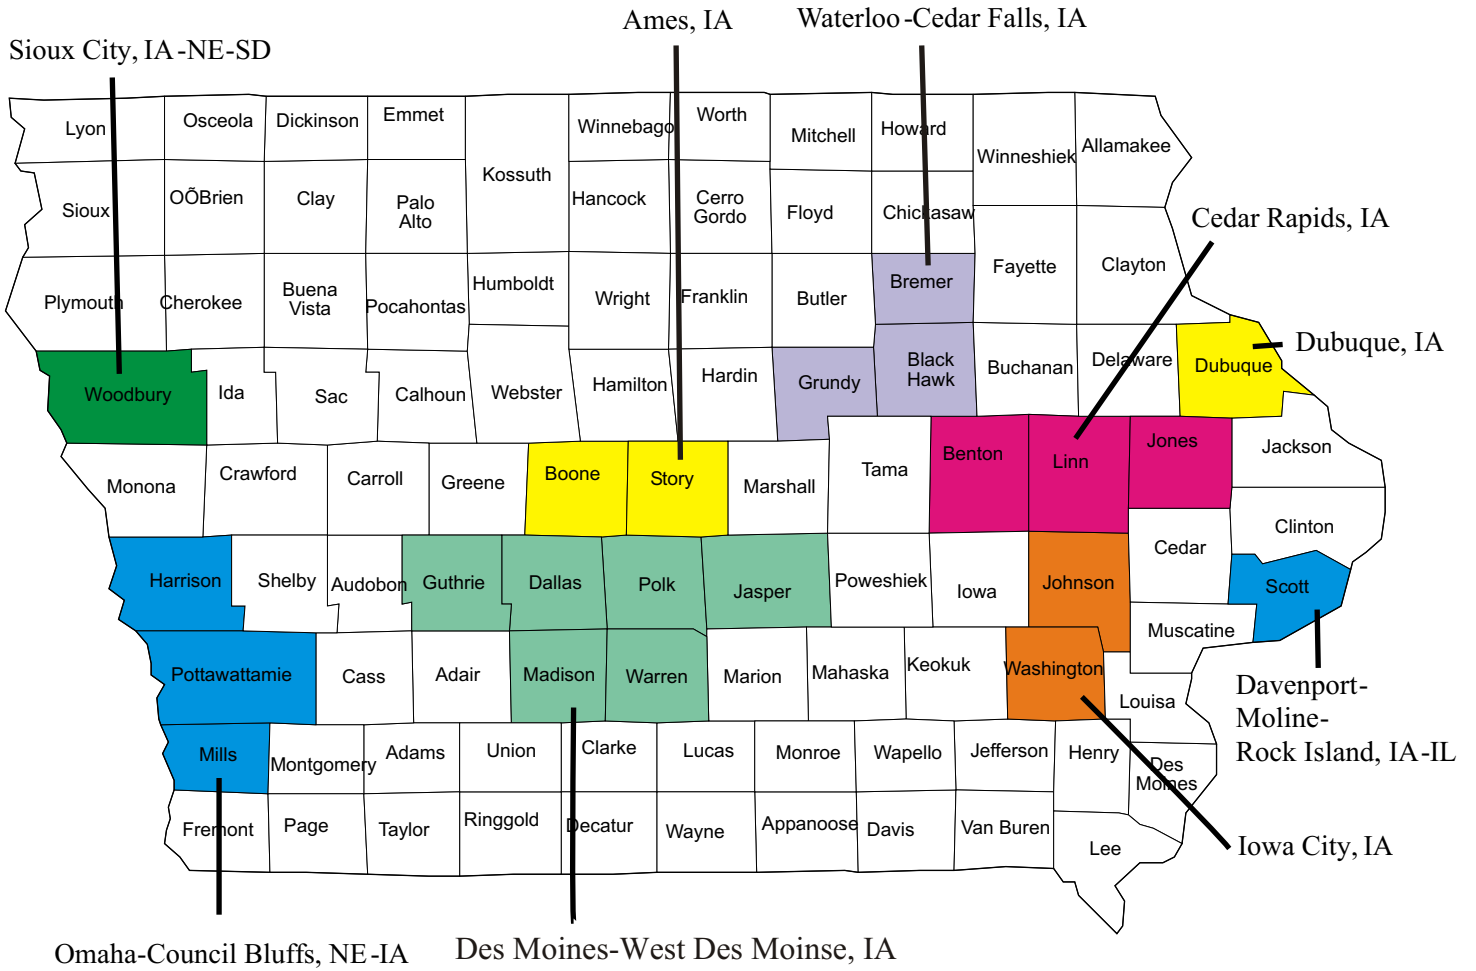 Ames, IA
Waterloo-Cedar Falls, IA
Sioux City, IA-NE-SD
Lyon
Osceola
Dickinson
Emmet
Kossuth
Winnebago
Worth
Mitchell
Howard
Winneshiek
Allamakee
Sioux
OÕBrien
Clay
Palo
Alto
Hancock
Cerro
Gordo
Floyd
Chickasaw
Cedar Rapids, IA
Plymouth
Cherokee
Buena
Vista
Pocahontas
Humboldt
Wright
Franklin
Butler
Bremer
Fayette
Clayton
Dubuque, IA
Woodbury
Ida
Sac
Calhoun
Webster
Hamilton
Hardin
Grundy
Black
Hawk
Buchanan
Delaware
Dubuque
Monona
Crawford
Carroll
Greene
Boone
Story
Marshall
Tama
Benton
Linn
Jones
Jackson
Clinton
Harrison
Shelby
Audobon
Guthrie
Dallas
Polk
Jasper
Poweshiek
Iowa
Johnson
Cedar
Scott
Muscatine
Pottawattamie
Cass
Adair
Madison
Warren
Marion
Mahaska
Keokuk
Washington
Louisa
Davenport-
Moline-
Rock Island, IA-IL
Mills
Montgomery
Adams
Union
Clarke
Lucas
Monroe
Wapello
Jefferson
Henry
Des
Moines
Fremont
Page
Taylor
Ringgold
Decatur
Wayne
Appanoose
Davis
Van Buren
Lee
Iowa City, IA
Omaha-Council Bluffs, NE-IA
Des Moines-West Des Moinse, IA